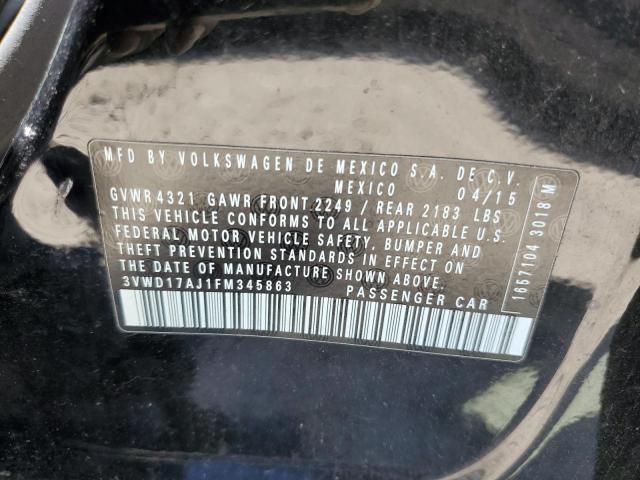 MFD BY VOLKSWAGEN DE MEXICO S.A. DE C.V.
MEXICO 04/15
GVWR 4321 GAWR FRONT 2249 / REAR 2183 LBS
THIS VEHICLE CONFORMS TO ALL APPLICABLE U.S.
FEDERAL MOTOR VEHICLE SAFETY, BUMPER AND
THEFT PREVENTION STANDARDS IN EFFECT ON
THE DATE OF MANUFACTURE SHOWN ABOVE.
3VWD17AJ1FM345863 PASSENGER CAR
1657104 3018 M